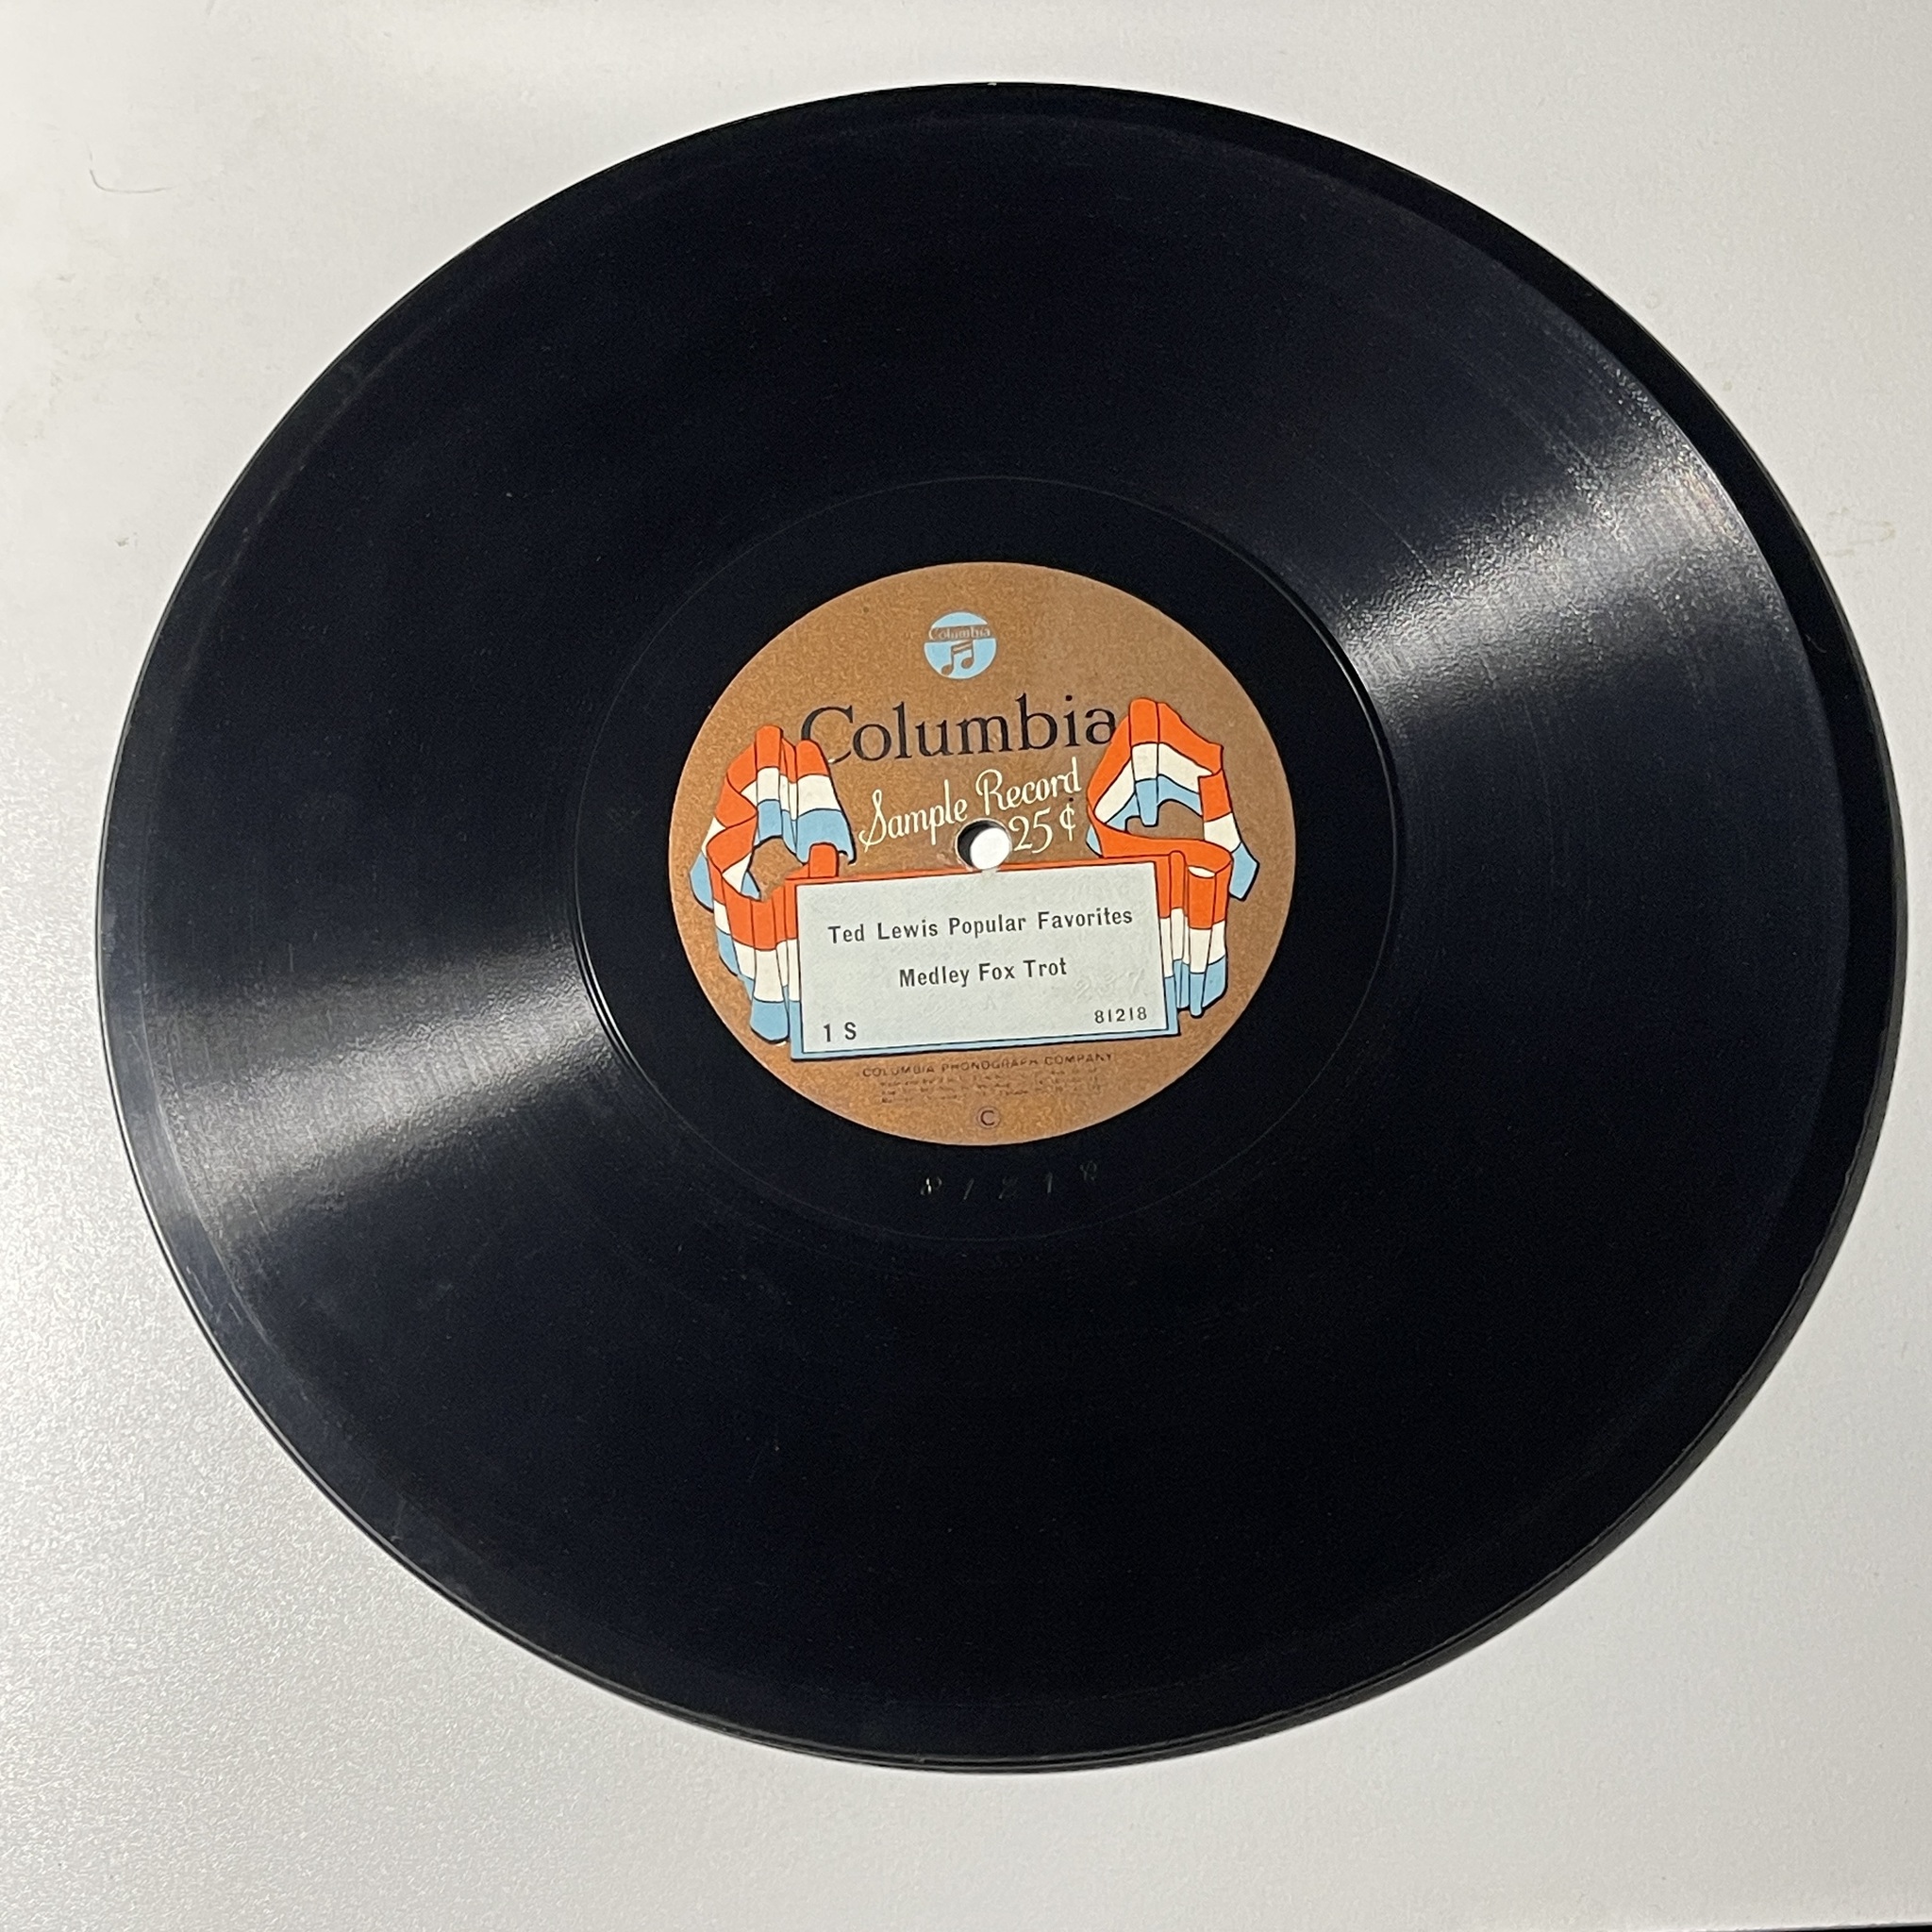 Columbia
Columbia
Sample Record
25¢
Ted Lewis Popular Favorites
Medley Fox Trot
1 S 81218
COLUMBIA PHONOGRAPH COMPANY
C
81218